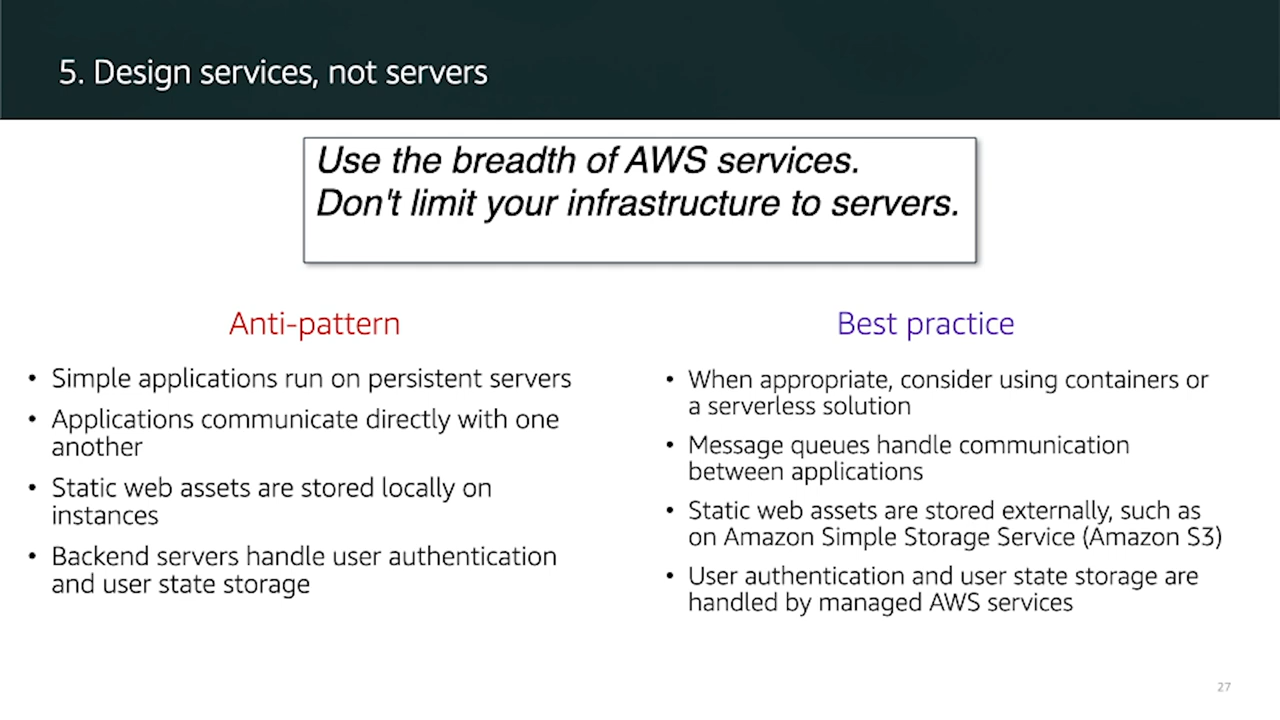 5. Design services, not servers
Use the breadth of AWS services.
Don't limit your infrastructure to servers.
Anti-pattern
• Simple applications run on persistent servers
• Applications communicate directly with one
another
• Static web assets are stored locally on
instances
• Backend servers handle user authentication
and user state storage
Best practice
• When appropriate, consider using containers or
a serverless solution
• Message queues handle communication
between applications
• Static web assets are stored externally, such as
on Amazon Simple Storage Service (Amazon S3)
• User authentication and user state storage are
handled by managed AWS services
27